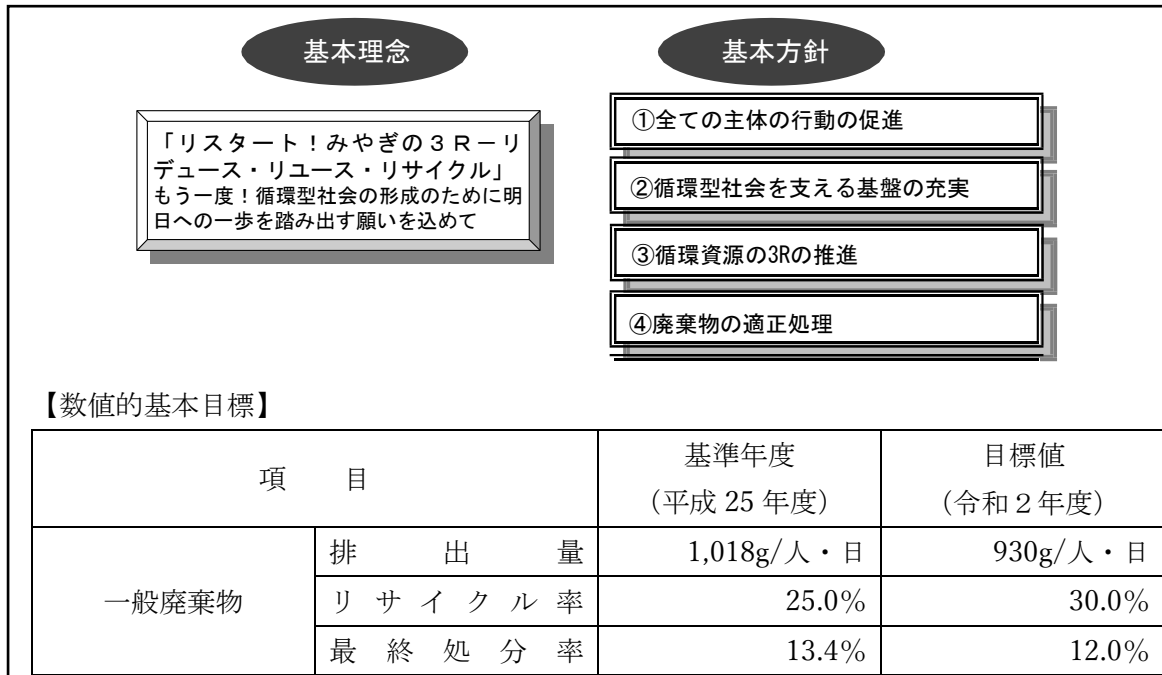 基本理念
「リスタート！みやぎの３Ｒ－リ
デュース・リユース・リサイクル」
もう一度！循環型社会の形成のために明
日への一歩を踏み出す願いを込めて
基本方針
①全ての主体の行動の促進
②循環型社会を支える基盤の充実
③循環資源の3Rの推進
④廃棄物の適正処理
【数値的基本目標】
項　　目
基準年度
（平成 25 年度）
目標値
（令和２年度）
一般廃棄物
排出量 1,018g/人・日 930g/人・日
リサイクル率 25.0% 30.0%
最終処分率 13.4% 12.0%